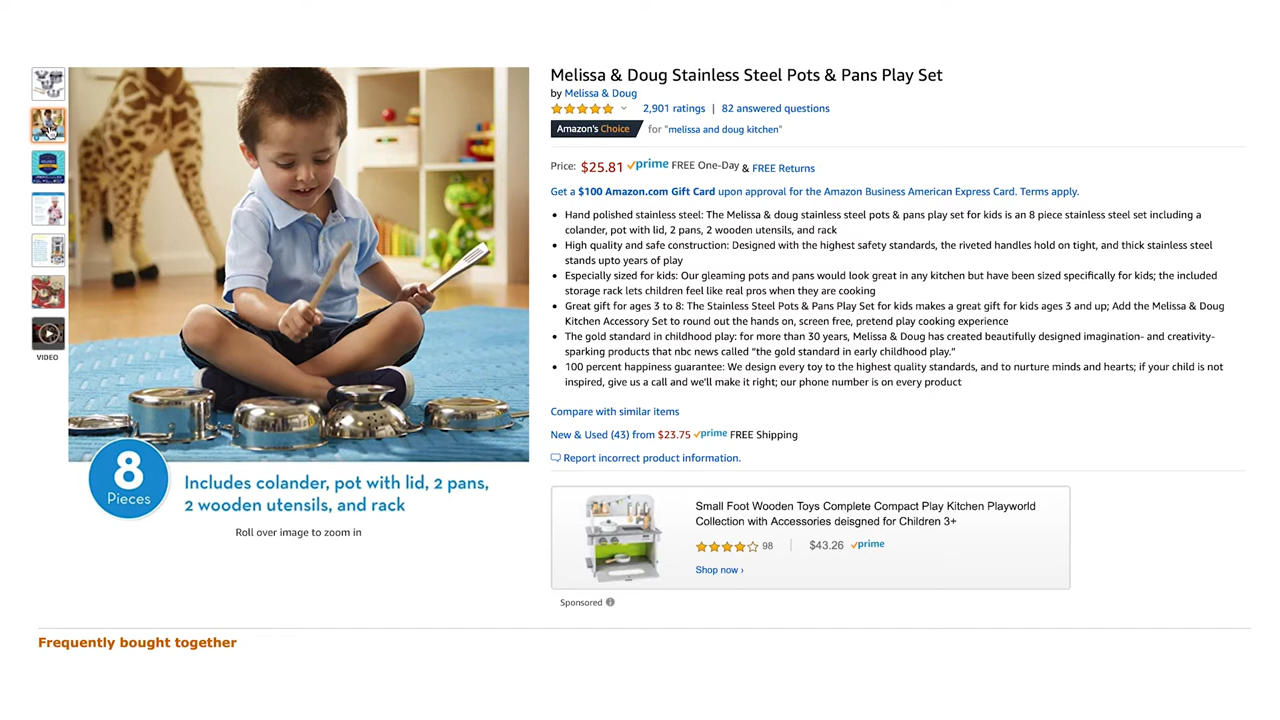 Melissa & Doug Stainless Steel Pots & Pans Play Set
by Melissa & Doug
2,901 ratings | 82 answered questions
Amazon's Choice for "melissa and doug kitchen"
Price: $25.81 prime FREE One-Day & FREE Returns
Get a $100 Amazon.com Gift Card upon approval for the Amazon Business American Express Card. Terms apply.
Hand polished stainless steel: The Melissa & doug stainless steel pots & pans play set for kids is an 8 piece stainless steel set including a
colander, pot with lid, 2 pans, 2 wooden utensils, and rack
High quality and safe construction: Designed with the highest safety standards, the riveted handles hold on tight, and thick stainless steel
stands upto years of play
Especially sized for kids: Our gleaming pots and pans would look great in any kitchen but have been sized specifically for kids; the included
storage rack lets children feel like real pros when they are cooking
Great gift for ages 3 to 8: The Stainless Steel Pots & Pans Play Set for kids makes a great gift for kids ages 3 and up; Add the Melissa & Doug
Kitchen Accessory Set to round out the hands on, screen free, pretend play cooking experience
The gold standard in childhood play: for more than 30 years, Melissa & Doug has created beautifully designed imagination- and creativity-
sparking products that nbc news called "the gold standard in early childhood play."
100 percent happiness guarantee: We design every toy to the highest quality standards, and to nurture minds and hearts; if your child is not
inspired, give us a call and we'll make it right; our phone number is on every product
Compare with similar items
New & Used (43) from $23.75 prime FREE Shipping
Report incorrect product information.
VIDEO
8
Pieces
Includes colander, pot with lid, 2 pans,
2 wooden utensils, and rack
Roll over image to zoom in
Small Foot Wooden Toys Complete Compact Play Kitchen Playworld
Collection with Accessories deisgned for Children 3+
98 | $43.26 prime
Shop now ›
Sponsored
Frequently bought together